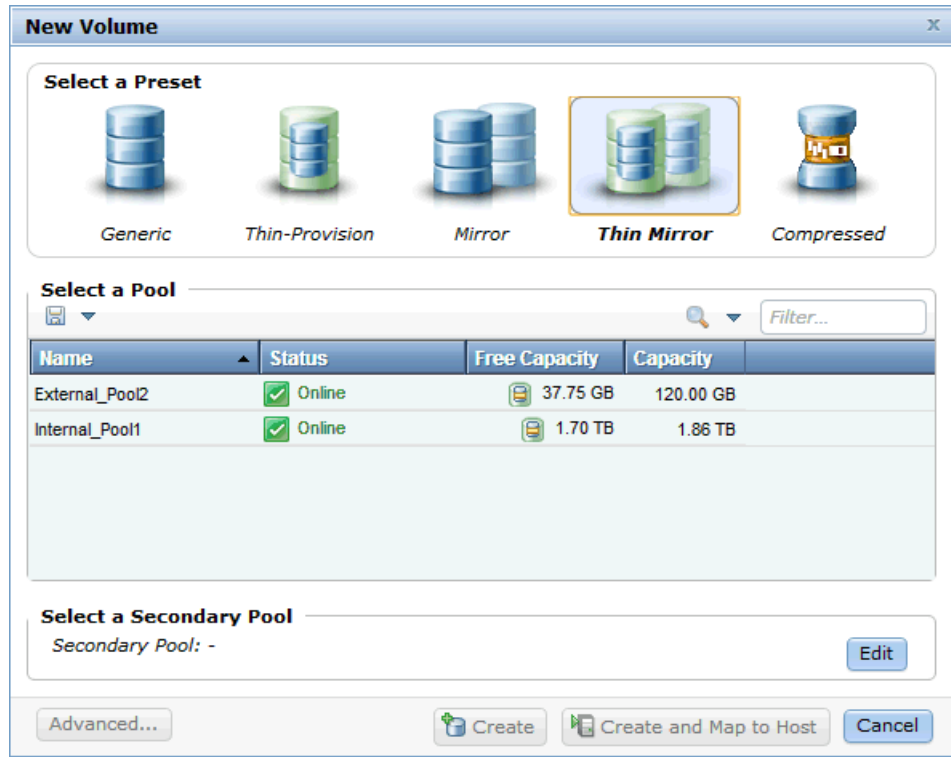 New Volume
x
Select a Preset
Generic Thin-Provision Mirror Thin Mirror Compressed
Select a Pool
Filter...
Name Status Free Capacity Capacity
External_Pool2 Online 37.75 GB 120.00 GB
Internal_Pool1 Online 1.70 TB 1.86 TB
Select a Secondary Pool
Secondary Pool: -
Edit
Advanced... Create Create and Map to Host Cancel